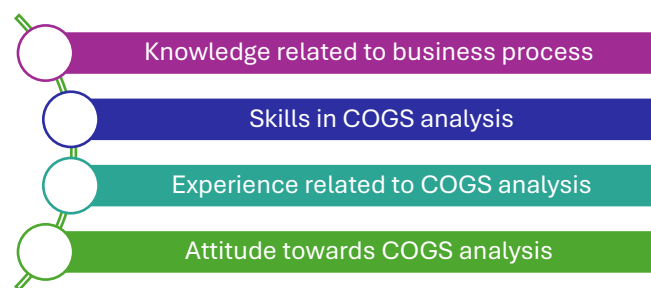 Knowledge related to business process
Skills in COGS analysis
Experience related to COGS analysis
Attitude towards COGS analysis